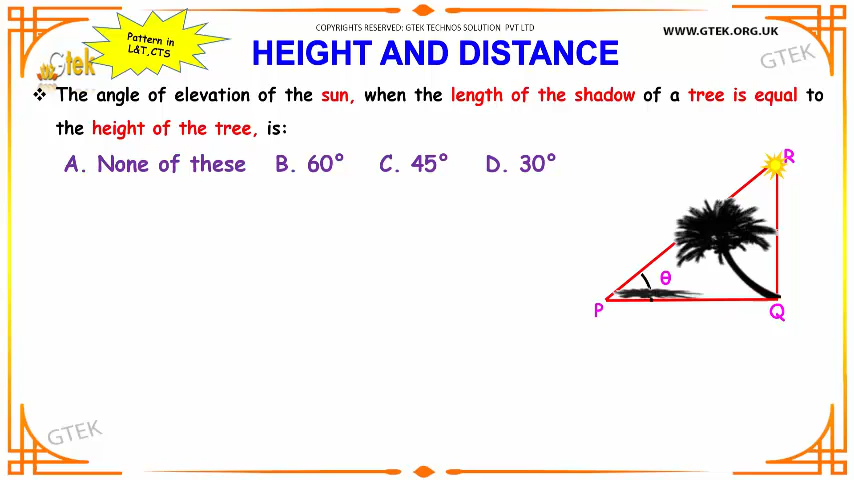 COPYRIGHTS RESERVED: GTEK TECHNOS SOLUTION PVT LTD
WWW.GTEK.ORG.UK
Pattern in
L&T,CTS
Gtek
HEIGHT AND DISTANCE
GTEK
❖ The angle of elevation of the sun, when the length of the shadow of a tree is equal to
the height of the tree, is:
A. None of these B. 60° C. 45° D. 30°
R
θ
P
Q
GTEK